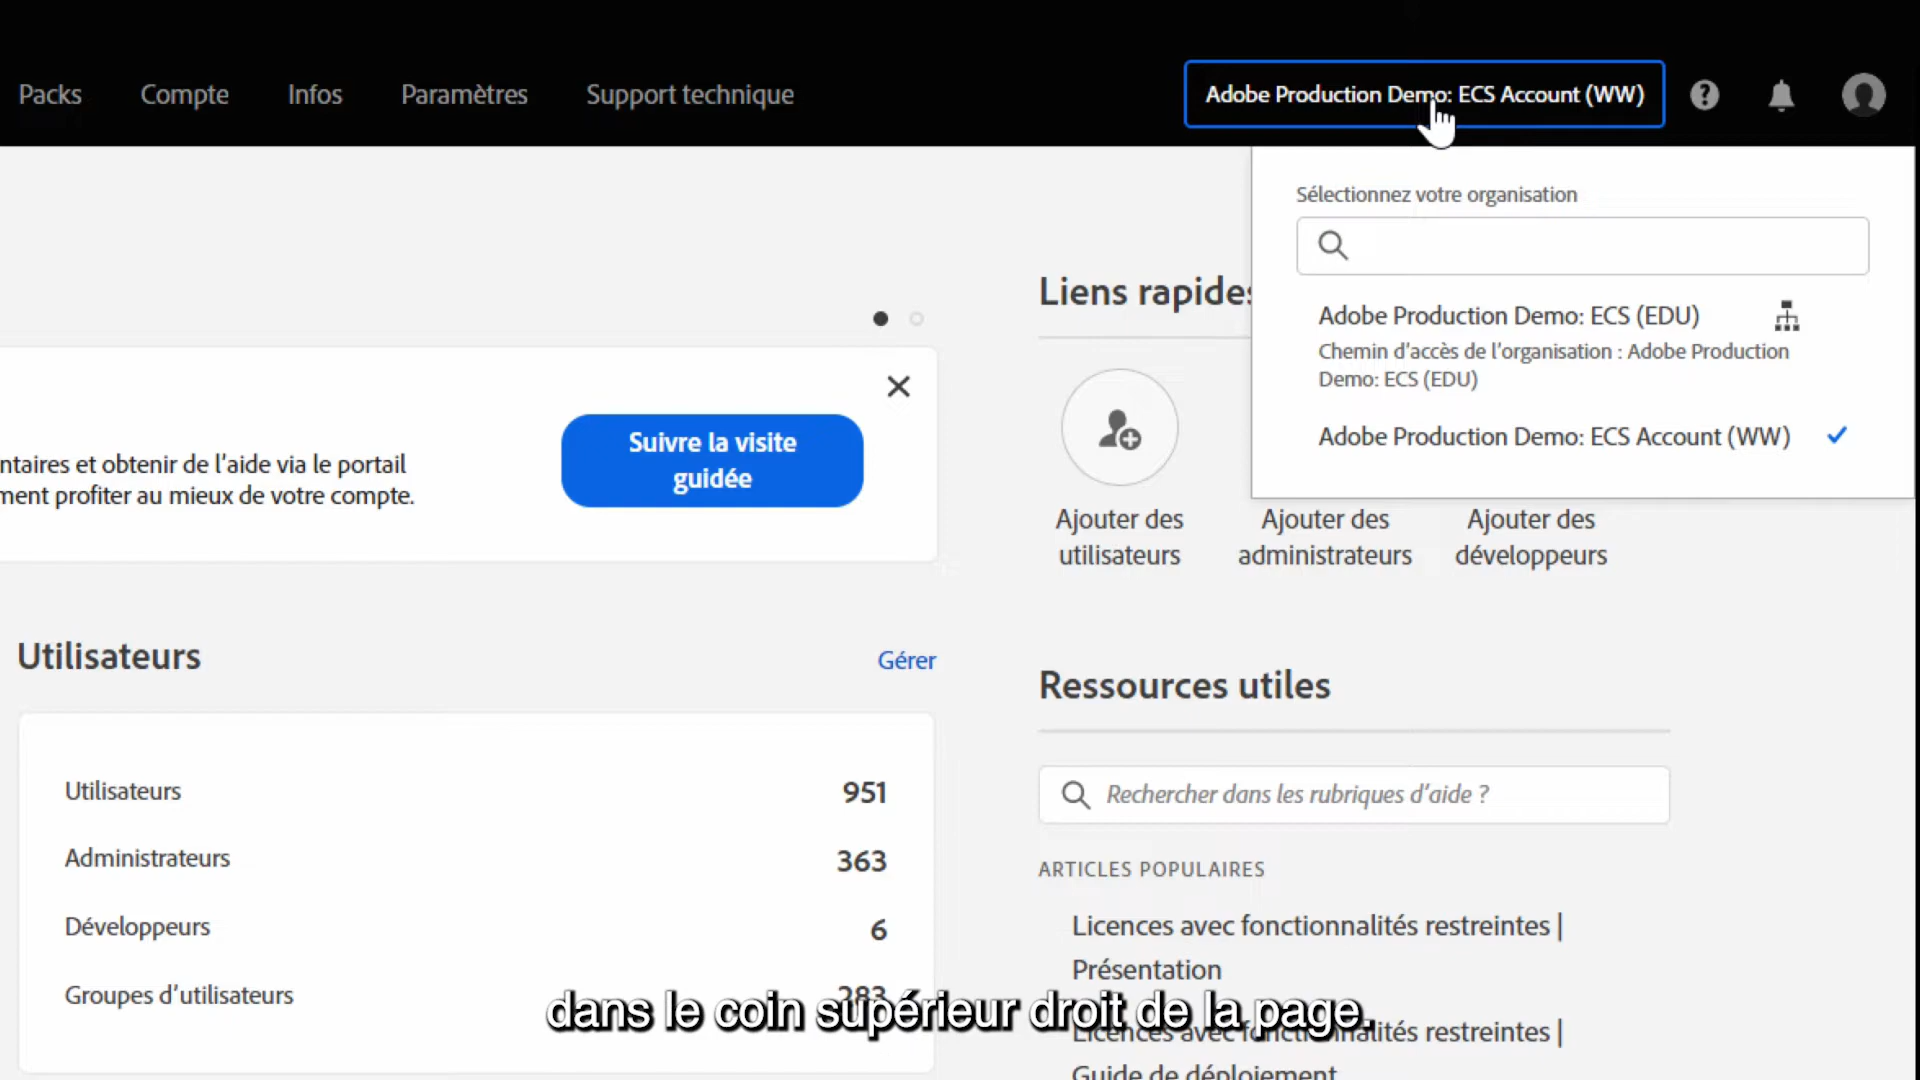 Packs
Compte
Infos
Paramètres
Support technique
Adobe Production Demo: ECS Account (WW)
Sélectionnez votre organisation
Adobe Production Demo: ECS (EDU)
Chemin d'accès de l'organisation : Adobe Production
Demo: ECS (EDU)
Adobe Production Demo: ECS Account (WW)
ntaires et obtenir de l'aide via le portail
ment profiter au mieux de votre compte.
Suivre la visite
guidée
Liens rapides
Ajouter des
utilisateurs
Ajouter des
administrateurs
Ajouter des
développeurs
Utilisateurs
Gérer
Utilisateurs 951
Administrateurs 363
Développeurs 6
Groupes d'utilisateurs 283
Ressources utiles
Rechercher dans les rubriques d'aide ?
ARTICLES POPULAIRES
Licences avec fonctionnalités restreintes |
Présentation
Licences avec fonctionnalités restreintes |
Guide de déploiement
dans le coin supérieur droit de la page.